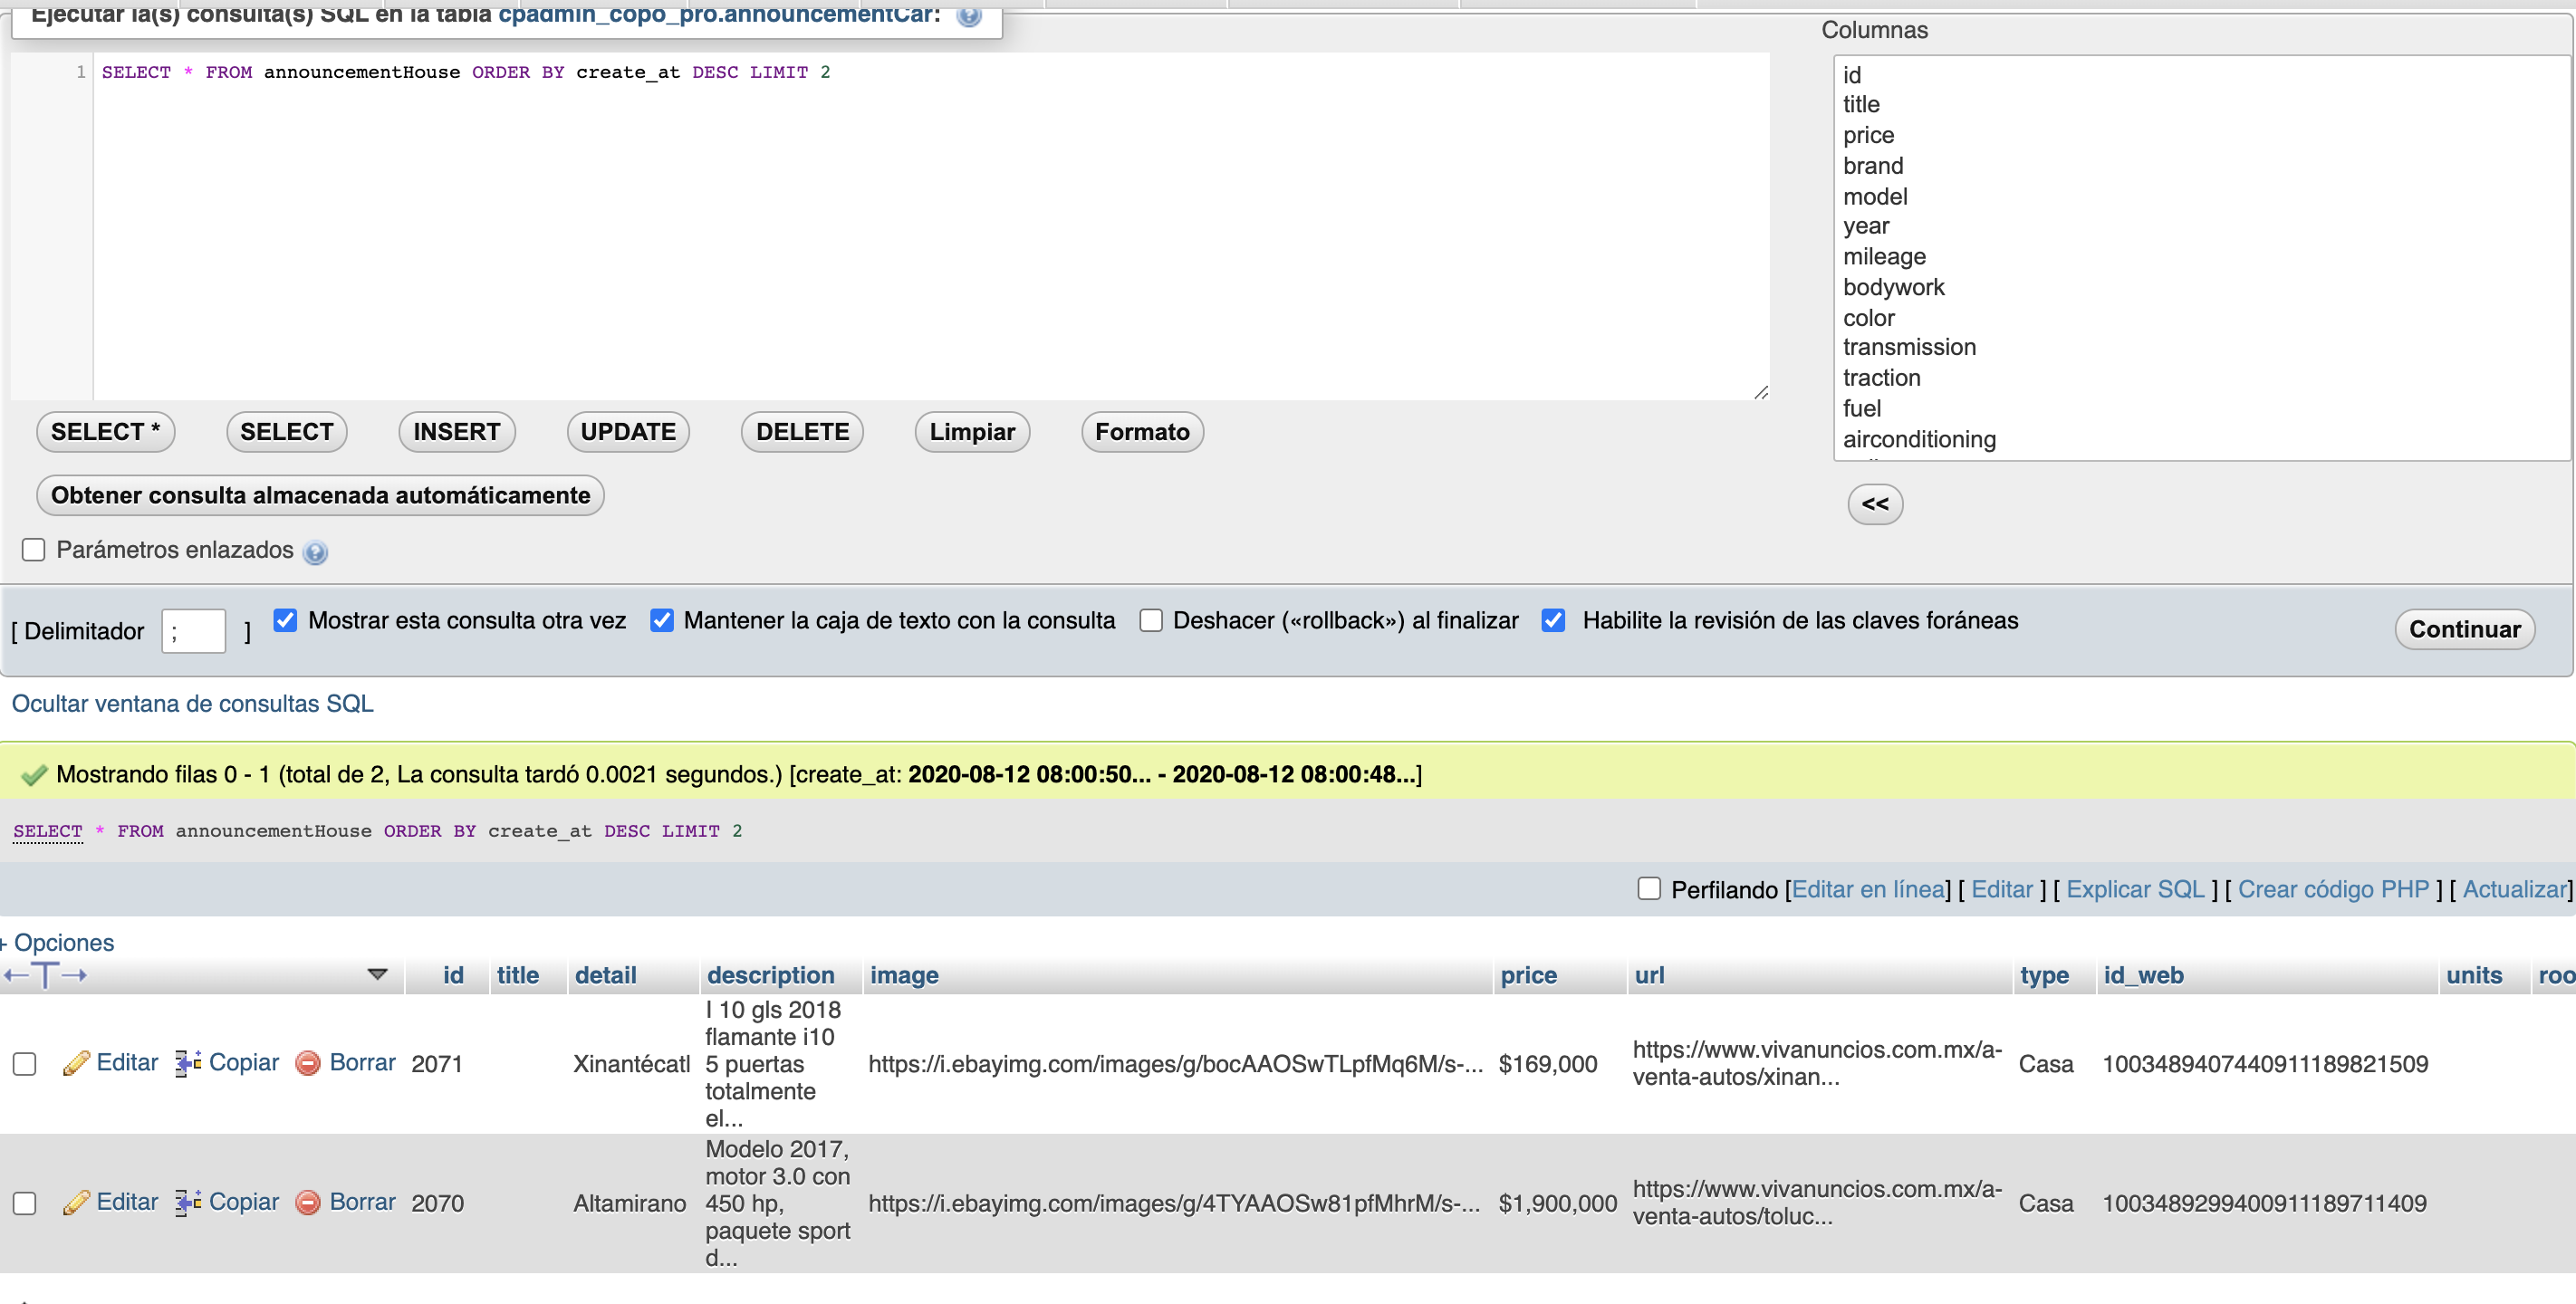 Ejecutar la(s) consulta(s) SQL en la tabla cpadmin_copo_pro.announcementCar:
Columnas
1 SELECT * FROM announcementHouse ORDER BY create_at DESC LIMIT 2
id
title
price
brand
model
year
mileage
bodywork
color
transmission
traction
fuel
airconditioning
SELECT * SELECT INSERT UPDATE DELETE Limpiar Formato
Obtener consulta almacenada automáticamente
<<
Parámetros enlazados
[ Delimitador ; ] Mostrar esta consulta otra vez Mantener la caja de texto con la consulta Deshacer («rollback») al finalizar Habilite la revisión de las claves foráneas Continuar
Ocultar ventana de consultas SQL
Mostrando filas 0 - 1 (total de 2, La consulta tardó 0.0021 segundos.) [create_at: 2020-08-12 08:00:50... - 2020-08-12 08:00:48...]
SELECT * FROM announcementHouse ORDER BY create_at DESC LIMIT 2
Perfilando [Editar en línea] [ Editar ] [ Explicar SQL ] [ Crear código PHP ] [ Actualizar]
+ Opciones
←T→ id title detail description image price url type id_web units roo
Editar Copiar Borrar 2071 Xinantécatl
I 10 gls 2018
flamante i10
5 puertas
totalmente
el...
https://i.ebayimg.com/images/g/bocAAOSwTLpfMq6M/s-... $169,000
https://www.vivanuncios.com.mx/a-
venta-autos/xinan...
Casa 1003489407440911189821509
Editar Copiar Borrar 2070 Altamirano
Modelo 2017,
motor 3.0 con
450 hp,
paquete sport
d...
https://i.ebayimg.com/images/g/4TYAAOSw81pfMhrM/s-... $1,900,000
https://www.vivanuncios.com.mx/a-
venta-autos/toluc...
Casa 1003489299400911189711409